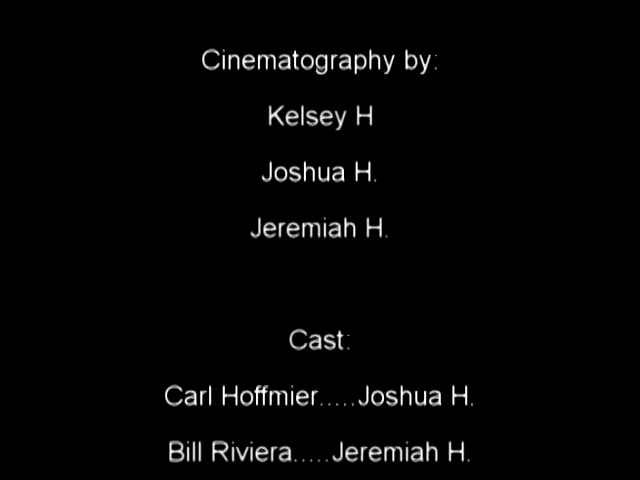 Cinematography by:
Kelsey H
Joshua H.
Jeremiah H.
Cast:
Carl Hoffmier.....Joshua H.
Bill Riviera.....Jeremiah H.